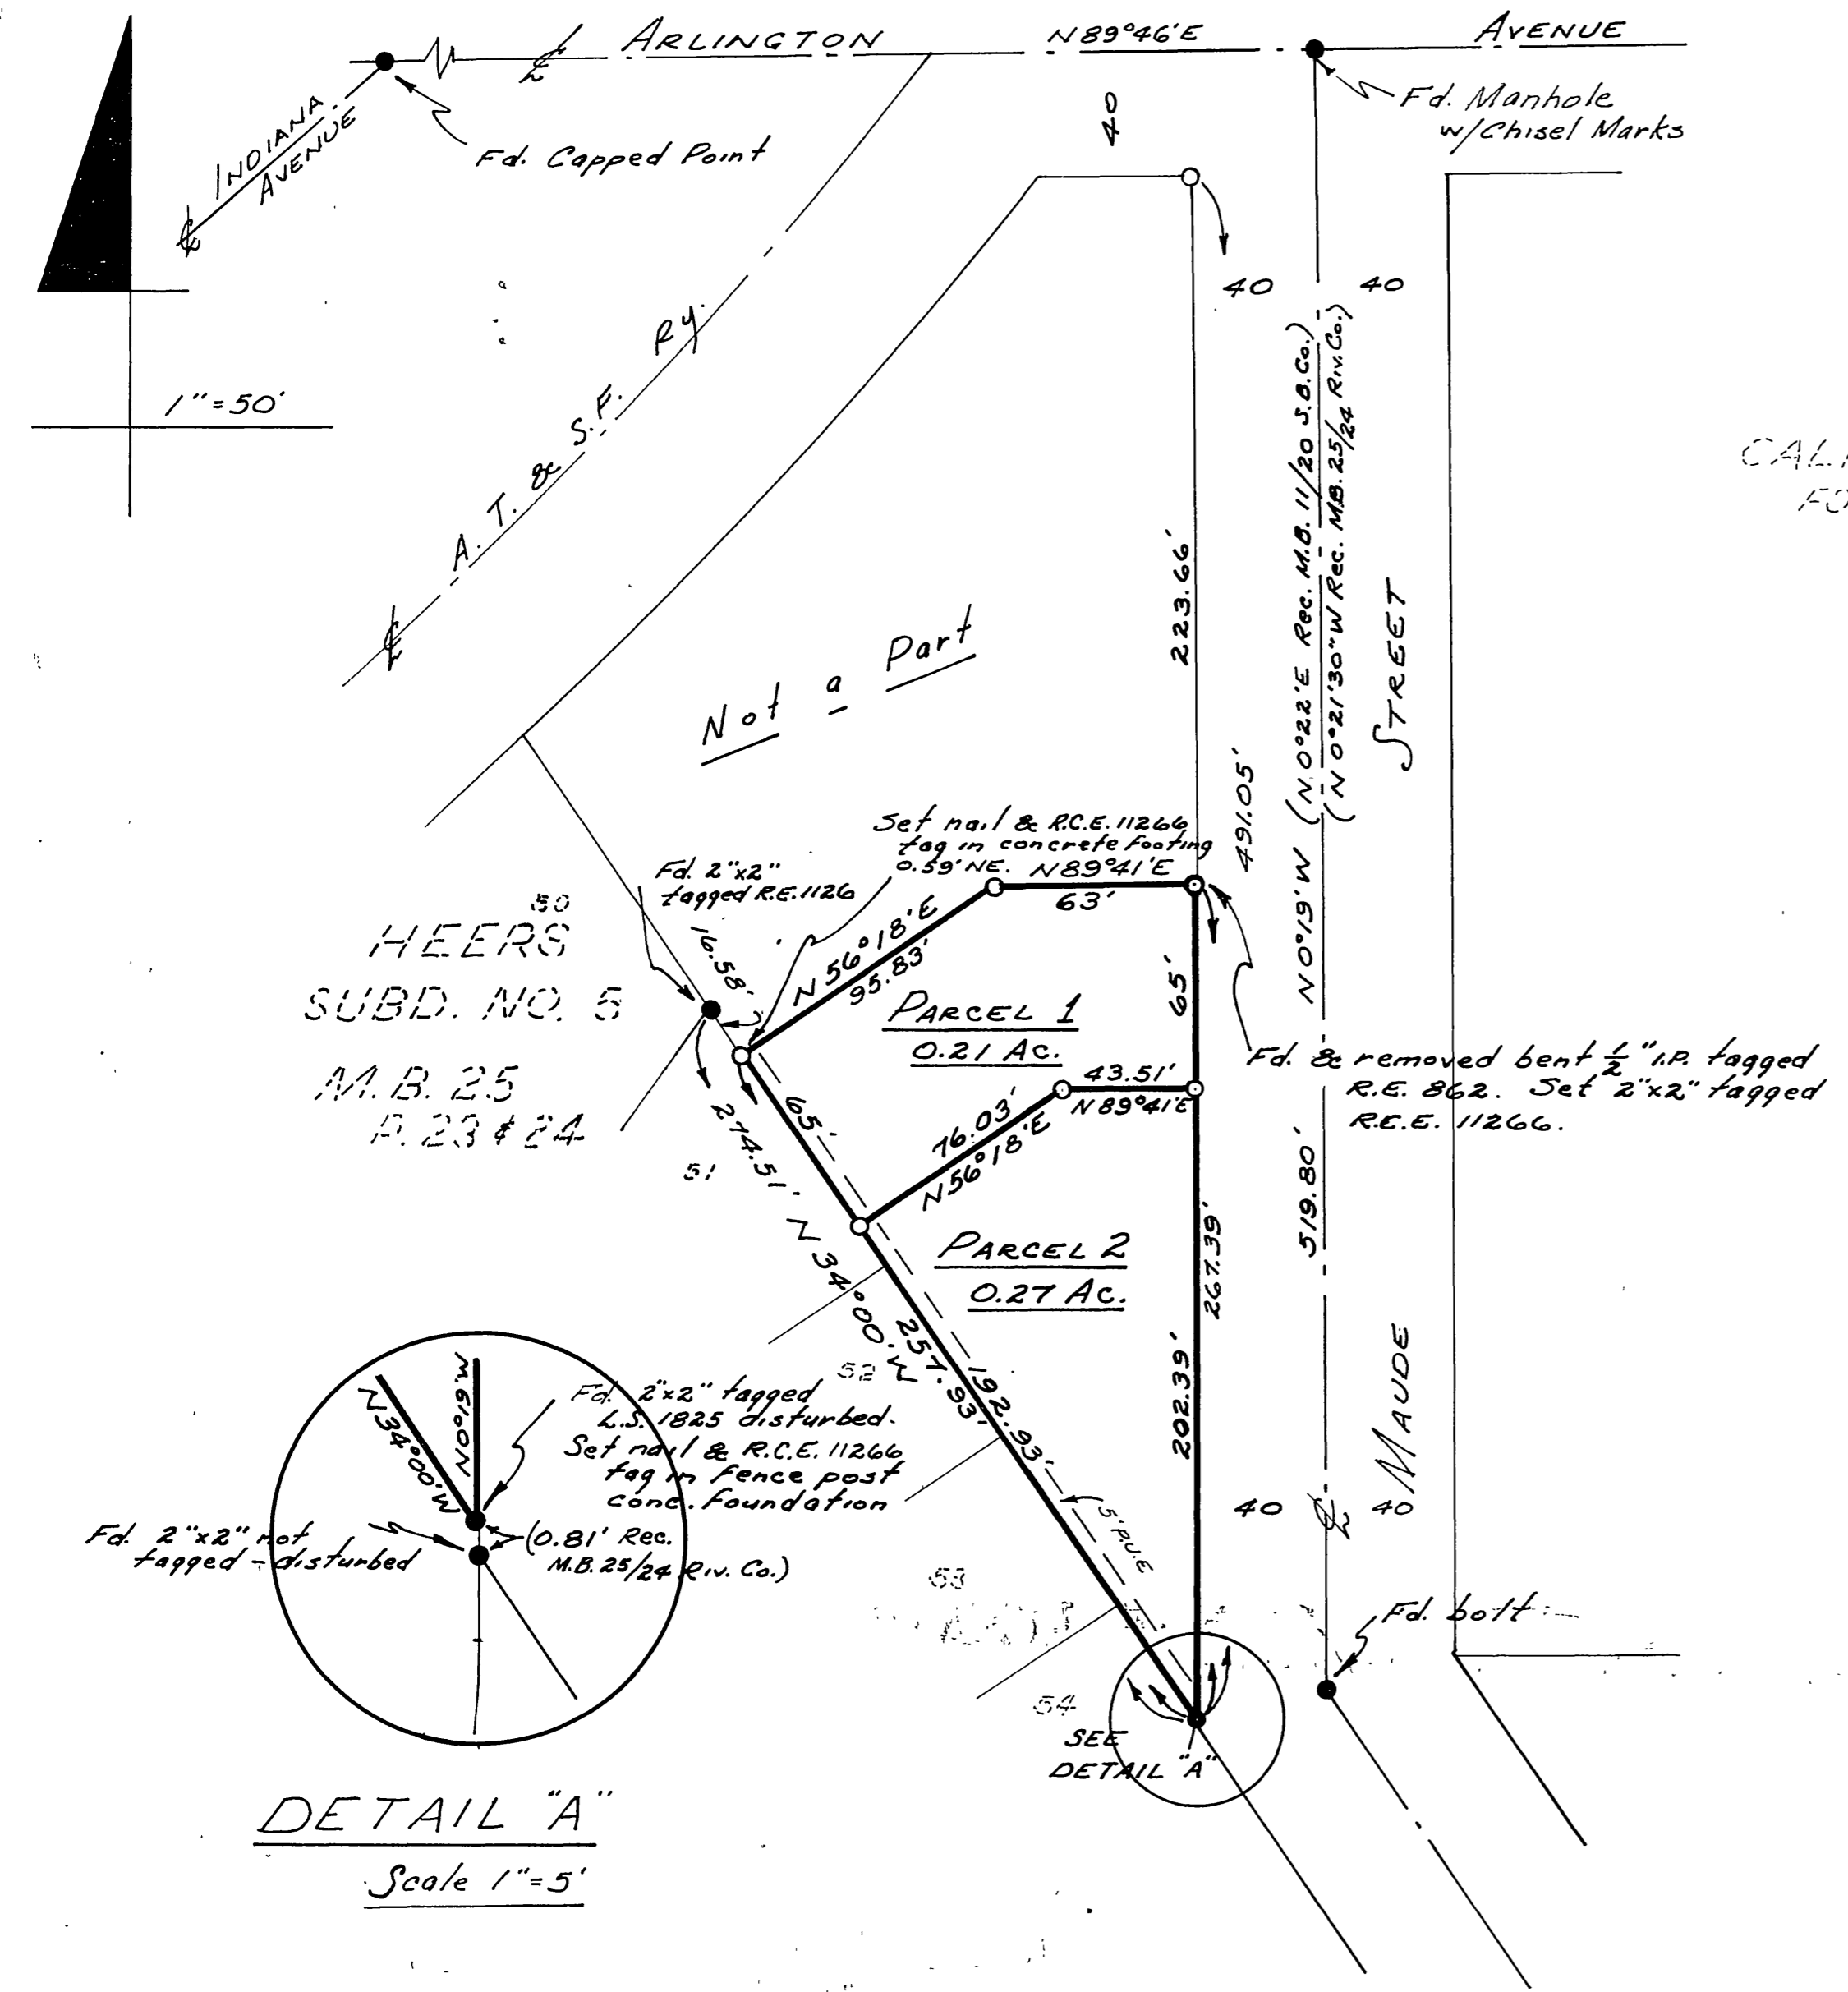 ARLINGTON
N89°46'E
AVENUE
INDIANA
AVENUE
Fd. Capped Point
Fd. Manhole
w/Chisel Marks
40
40
40
1"=50'
A. T. & S. F. Ry.
Not a Part
223.66'
491.05'
N0°19'W
(N0°22'E Rec. M.B. 11/20 S.B.Co.)
(N0°21'30"W Rec. M.B. 25/24 Riv.Co.)
STREET
Set nail & R.C.E. 11266
tag in concrete footing
0.59' NE.
N89°41'E
63'
Fd. 2"x2"
tagged R.E.1126
50
HEERS
SUBD. NO. 5
M.B. 25
P. 23 & 24
16.58'
N56°18'E
95.83'
PARCEL 1
0.21 Ac.
65'
Fd. & removed bent 1/2" I.P. tagged
R.E. 862. Set 2"x2" tagged
R.C.E. 11266.
43.51'
N89°41'E
76.03'
N56°18'E
65'
274.51'
N34°00'W
51
PARCEL 2
0.27 Ac.
267.39'
519.80'
257.93'
192.93'
202.39'
52
MAUDE
40
40
5' P.U.E
53
54
Fd. bolt
SEE
DETAIL "A"
N34°00'W
N0°19'W
Fd. 2"x2" tagged
L.S. 1825 disturbed.
Set nail & R.C.E. 11266
tag in fence post
conc. foundation
Fd. 2"x2" not
tagged - disturbed
(0.81' Rec.
M.B. 25/24 Riv. Co.)
DETAIL "A"
Scale 1"=5'